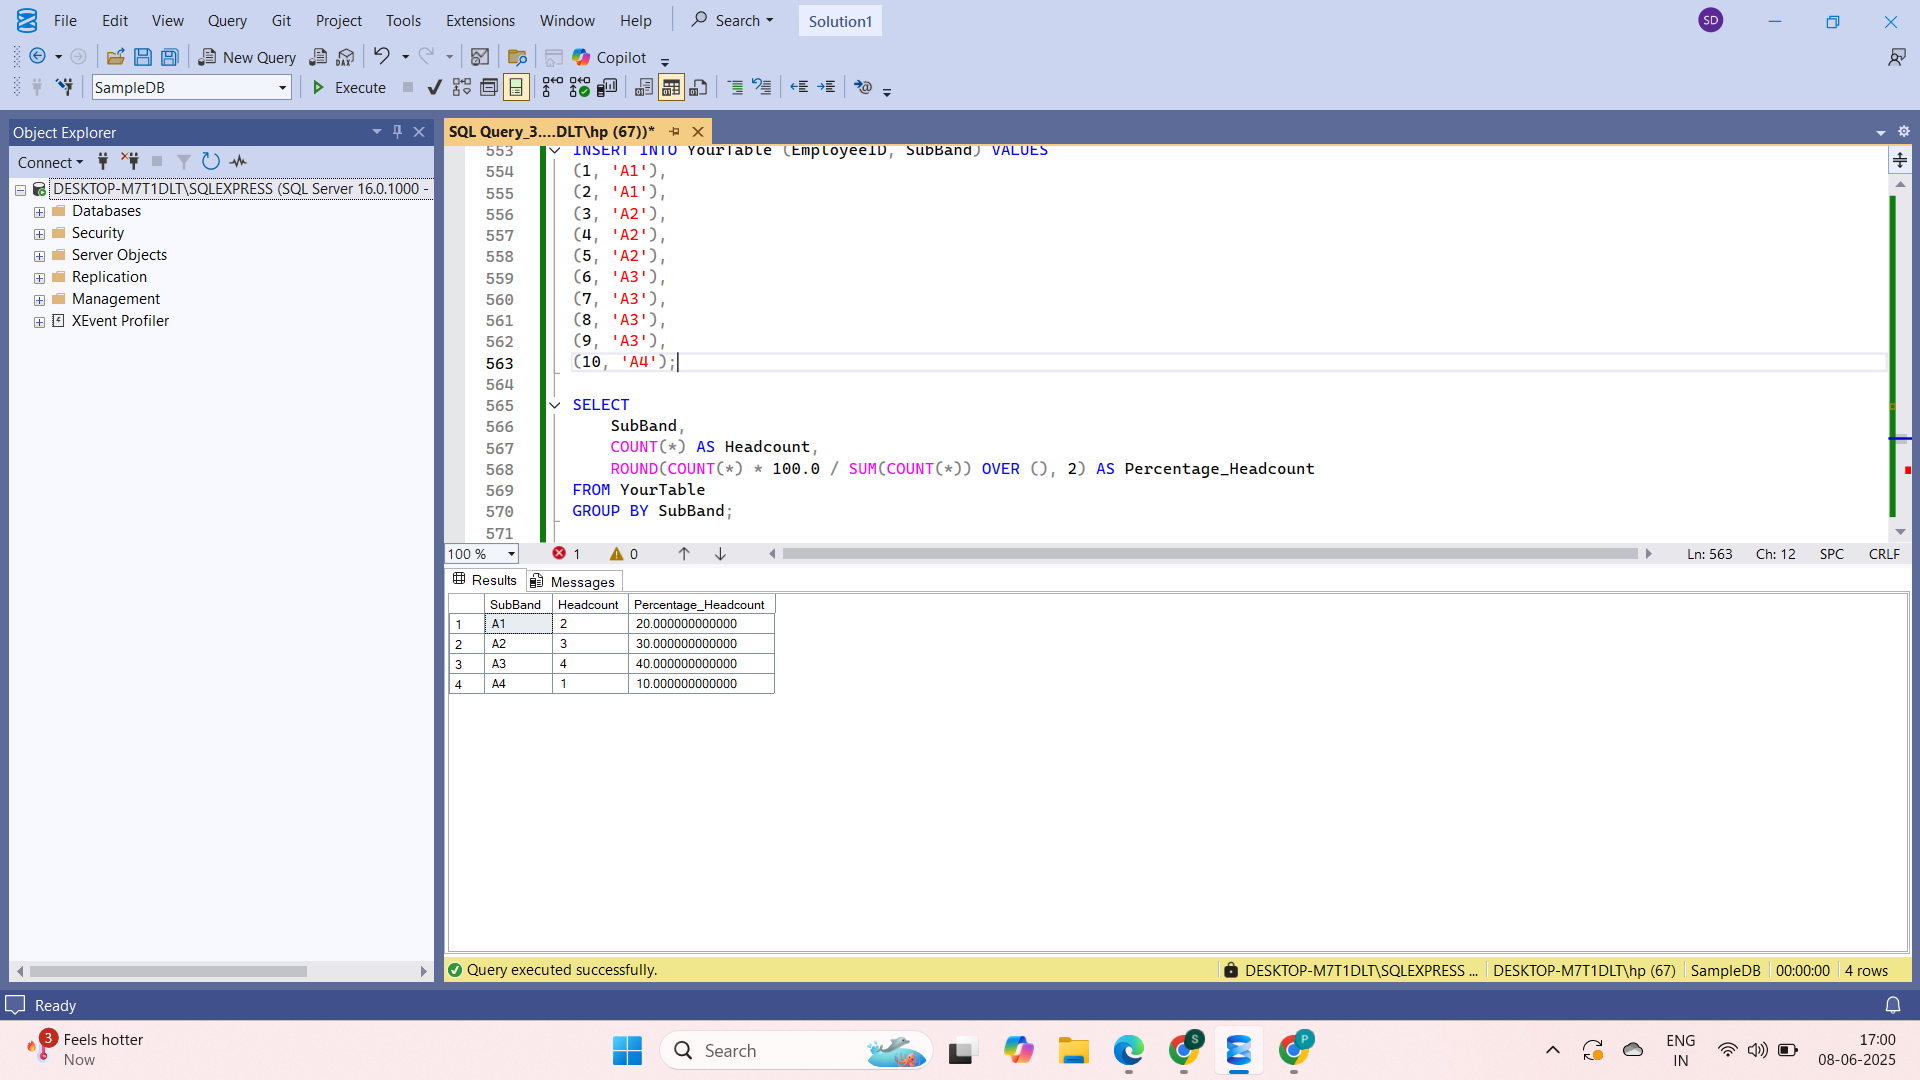 File Edit View Query Git Project Tools Extensions Window Help Search Solution1 SD
New Query DAX Copilot
SampleDB Execute
Object Explorer
Connect
DESKTOP-M7T1DLT\SQLEXPRESS (SQL Server 16.0.1000 -
Databases
Security
Server Objects
Replication
Management
XEvent Profiler
SQL Query_3....DLT\hp (67))*
553 INSERT INTO YourTable (EmployeeID, SubBand) VALUES
554 (1, 'A1'),
555 (2, 'A1'),
556 (3, 'A2'),
557 (4, 'A2'),
558 (5, 'A2'),
559 (6, 'A3'),
560 (7, 'A3'),
561 (8, 'A3'),
562 (9, 'A3'),
563 (10, 'A4');
564
565 SELECT
566 SubBand,
567 COUNT(*) AS Headcount,
568 ROUND(COUNT(*) * 100.0 / SUM(COUNT(*)) OVER (), 2) AS Percentage_Headcount
569 FROM YourTable
570 GROUP BY SubBand;
571
100 % 1 0 Ln: 563 Ch: 12 SPC CRLF
Results Messages
SubBand Headcount Percentage_Headcount
1 A1 2 20.000000000000
2 A2 3 30.000000000000
3 A3 4 40.000000000000
4 A4 1 10.000000000000
Query executed successfully. DESKTOP-M7T1DLT\SQLEXPRESS ... DESKTOP-M7T1DLT\hp (67) SampleDB 00:00:00 4 rows
Ready
3 Feels hotter
Now
Search
S
P
ENG
IN
17:00
08-06-2025